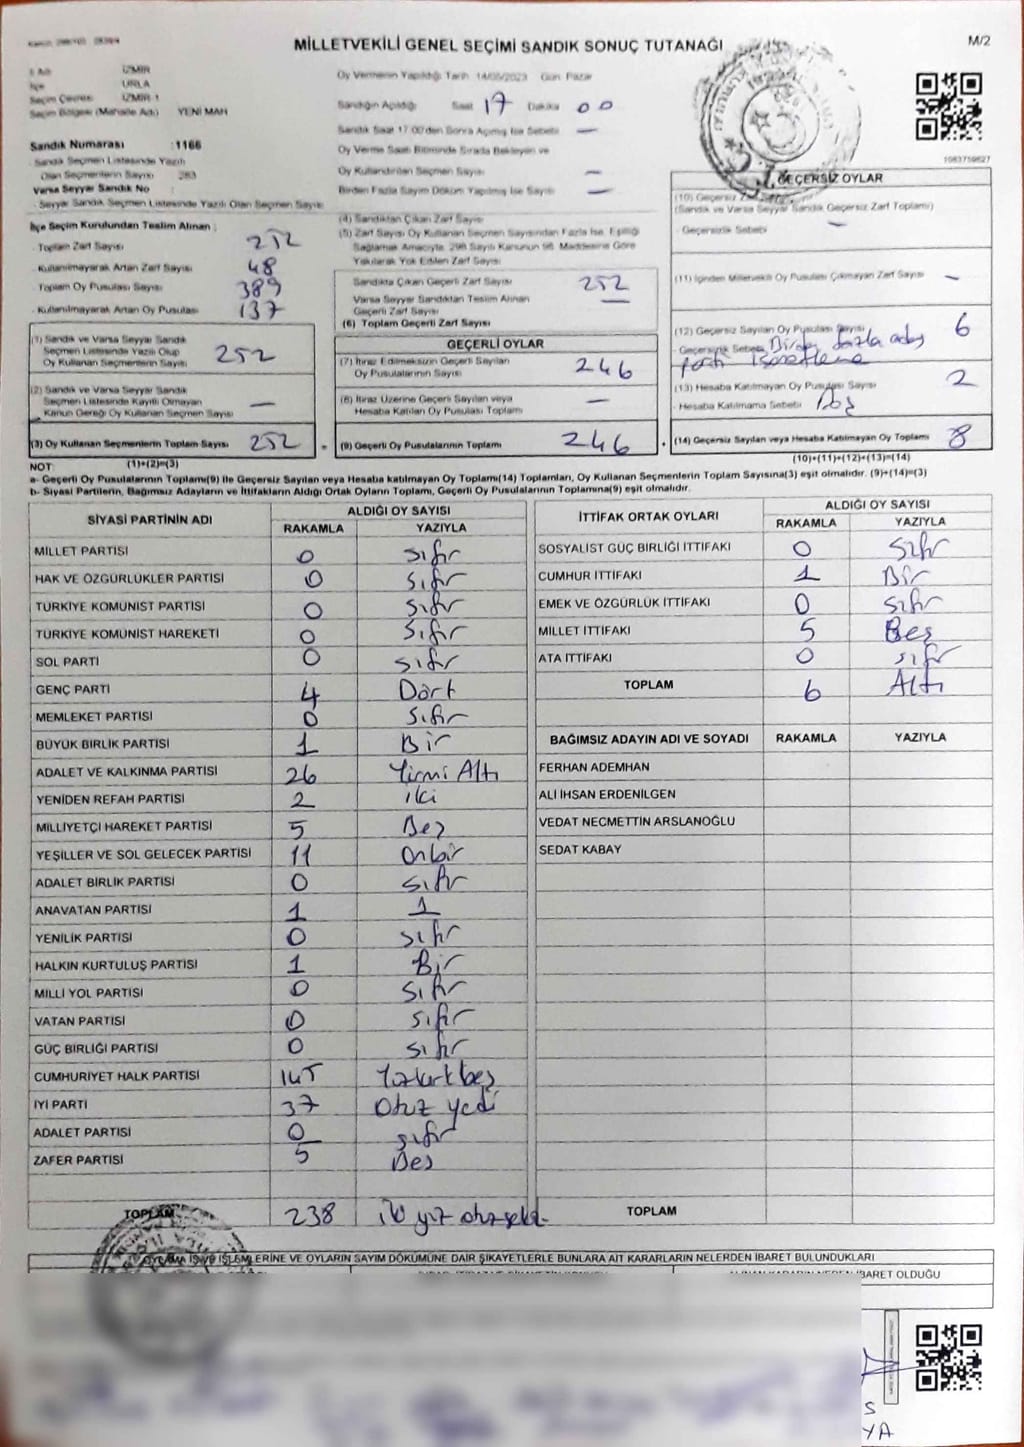 MİLLETVEKİLİ GENEL SEÇİMİ SANDIK SONUÇ TUTANAĞI
M/2
İl Adı İZMİR
İlçe URLA
Seçim Çevresi İZMİR 1
Seçim Bölgesi (Mahalle Adı) YENİ MAH
Sandık Numarası :1166
Sandık Seçmen Listesinde Yazılı
Olan Seçmenlerin Sayısı 283
Varsa Seyyar Sandık No :
Seyyar Sandık Seçmen Listesinde Yazılı Olan Seçmen Sayısı
Oy Vermenin Yapıldığı Tarih 14/05/2023 Gün Pazar
Sandığın Açıldığı Saat 17 Dakika 00
Sandık Saat 17:00'den Sonra Açılmış İse Sebebi —
Oy Verme Saati Bitiminde Sırada Bekleyen ve
Oy Kullandırılan Seçmen Sayısı —
Birden Fazla Sayım Döküm Yapılmış İse Sayısı —
1083759827
İlçe Seçim Kurulundan Teslim Alınan :
- Toplam Zarf Sayısı
- Kullanılmayarak Artan Zarf Sayısı 48
- Toplam Oy Pusulası Sayısı 389
- Kullanılmayarak Artan Oy Pusulası 137
(1) Sandık ve Varsa Seyyar Sandık
Seçmen Listesinde Yazılı Olup
Oy Kullanan Seçmenlerin Sayısı 252
(2) Sandık ve Varsa Seyyar Sandık
Seçmen Listesinde Kayıtlı Olmayan
Kanun Gereği Oy Kullanan Seçmen Sayısı —
(3) Oy Kullanan Seçmenlerin Toplam Sayısı 252
(4) Sandıktan Çıkan Zarf Sayısı
(5) Zarf Sayısı Oy Kullanan Seçmen Sayısından Fazla İse, Eşitliği
Sağlamak Amacıyla, 298 Sayılı Kanunun 98. Maddesine Göre
Yakılarak Yok Edilen Zarf Sayısı
Sandıkta Çıkan Geçerli Zarf Sayısı 252
Varsa Seyyar Sandıktan Teslim Alınan
Geçerli Zarf Sayısı —
(6) Toplam Geçerli Zarf Sayısı
GEÇERLİ OYLAR
(7) İtiraz Edilmeksizin Geçerli Sayılan
Oy Pusulalarının Sayısı 246
(8) İtiraz Üzerine Geçerli Sayılan veya
Hesaba Katılan Oy Pusulası Toplamı —
(9) Geçerli Oy Pusulalarının Toplamı 246
GEÇERSİZ OYLAR
(10) Geçersiz
(Sandık ve Varsa Seyyar Sandık Geçersiz Zarf Toplamı)
- Geçersizlik Sebebi —
(11) İçinden Milletvekili Oy Pusulası Çıkmayan Zarf Sayısı —
(12) Geçersiz Sayılan Oy Pusulası Sayısı 6
- Geçersizlik Sebebi Birden fazla aday
parti işaretleme
(13) Hesaba Katılmayan Oy Pusulası Sayısı 2
- Hesaba Katılmama Sebebi Boş
(14) Geçersiz Sayılan veya Hesaba Katılmayan Oy Toplamı 8
NOT: (1)+(2)=(3) (10)+(11)+(12)+(13)=(14)
a- Geçerli Oy Pusulalarının Toplamı(9) ile Geçersiz Sayılan veya Hesaba katılmayan Oy Toplamı(14) Toplamları, Oy Kullanan Seçmenlerin Toplam Sayısına(3) eşit olmalıdır. (9)+(14)=(3)
b- Siyasi Partilerin, Bağımsız Adayların ve İttifakların Aldığı Ortak Oyların Toplamı, Geçerli Oy Pusulalarının Toplamına(9) eşit olmalıdır.
SİYASİ PARTİNİN ADI ALDIĞI OY SAYISI
RAKAMLA YAZIYLA
MİLLET PARTİSİ 0 sıfır
HAK VE ÖZGÜRLÜKLER PARTİSİ 0 sıfır
TÜRKİYE KOMÜNİST PARTİSİ 0 sıfır
TÜRKİYE KOMÜNİST HAREKETİ 0 sıfır
SOL PARTİ 0 sıfır
GENÇ PARTİ 4 Dört
MEMLEKET PARTİSİ 0 sıfır
BÜYÜK BİRLİK PARTİSİ 1 Bir
ADALET VE KALKINMA PARTİSİ 26 Yirmi Altı
YENİDEN REFAH PARTİSİ 2 iki
MİLLİYETÇİ HAREKET PARTİSİ 5 Beş
YEŞİLLER VE SOL GELECEK PARTİSİ 11 Onbir
ADALET BİRLİK PARTİSİ 0 sıfır
ANAVATAN PARTİSİ 1 1
YENİLİK PARTİSİ 0 sıfır
HALKIN KURTULUŞ PARTİSİ 1 Bir
MİLLİ YOL PARTİSİ 0 sıfır
VATAN PARTİSİ 0 sıfır
GÜÇ BİRLİĞİ PARTİSİ 0 sıfır
CUMHURİYET HALK PARTİSİ 145 Yüzkırkbeş
İYİ PARTİ 37 Otuz yedi
ADALET PARTİSİ 0 sıfır
ZAFER PARTİSİ 5 Beş
TOPLAM 238 iki yüz otuzsekiz
İTTİFAK ORTAK OYLARI ALDIĞI OY SAYISI
RAKAMLA YAZIYLA
SOSYALİST GÜÇ BİRLİĞİ İTTİFAKI 0 sıfır
CUMHUR İTTİFAKI 1 Bir
EMEK VE ÖZGÜRLÜK İTTİFAKI 0 sıfır
MİLLET İTTİFAKI 5 Beş
ATA İTTİFAKI 0 sıfır
TOPLAM 6 Altı
BAĞIMSIZ ADAYIN ADI VE SOYADI RAKAMLA YAZIYLA
FERHAN ADEMHAN
ALİ İHSAN ERDENİLGEN
VEDAT NECMETTİN ARSLANOĞLU
SEDAT KABAY
TOPLAM
OYLAMA İŞ VE İŞLEMLERİNE VE OYLARIN SAYIM DÖKÜMÜNE DAİR ŞİKAYETLERLE BUNLARA AİT KARARLARIN NELERDEN İBARET BULUNDUKLARI
ALINAN KARARIN NEDEN İBARET OLDUĞU